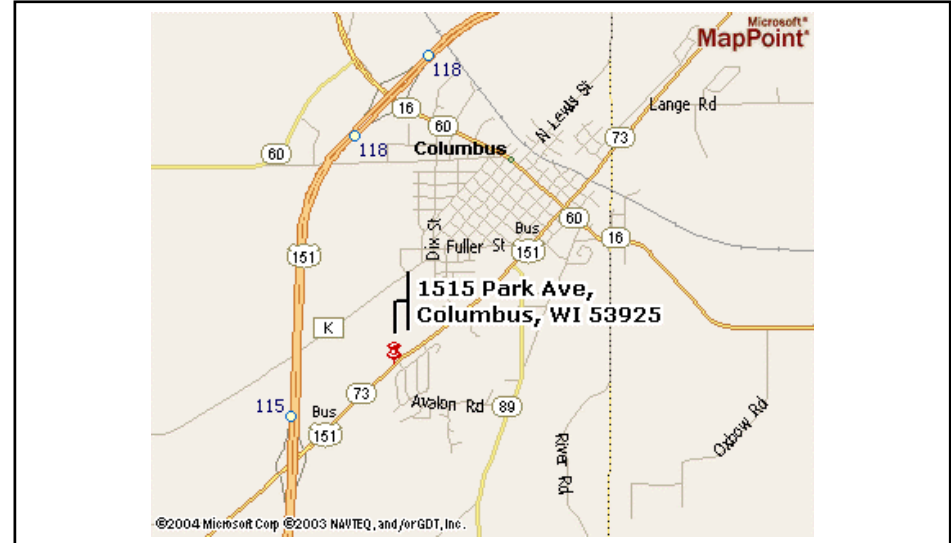 Microsoft®
MapPoint®
118
16
60
N Lewis St
Lange Rd
73
118
Columbus
60
60
16
Dix St
Fuller St
Bus
151
151
1515 Park Ave,
Columbus, WI 53925
K
73
115
Bus
151
Avalon Rd
89
River Rd
Oxbow Rd
©2004 Microsoft Corp ©2003 NAVTEQ, and/or GDT, Inc.